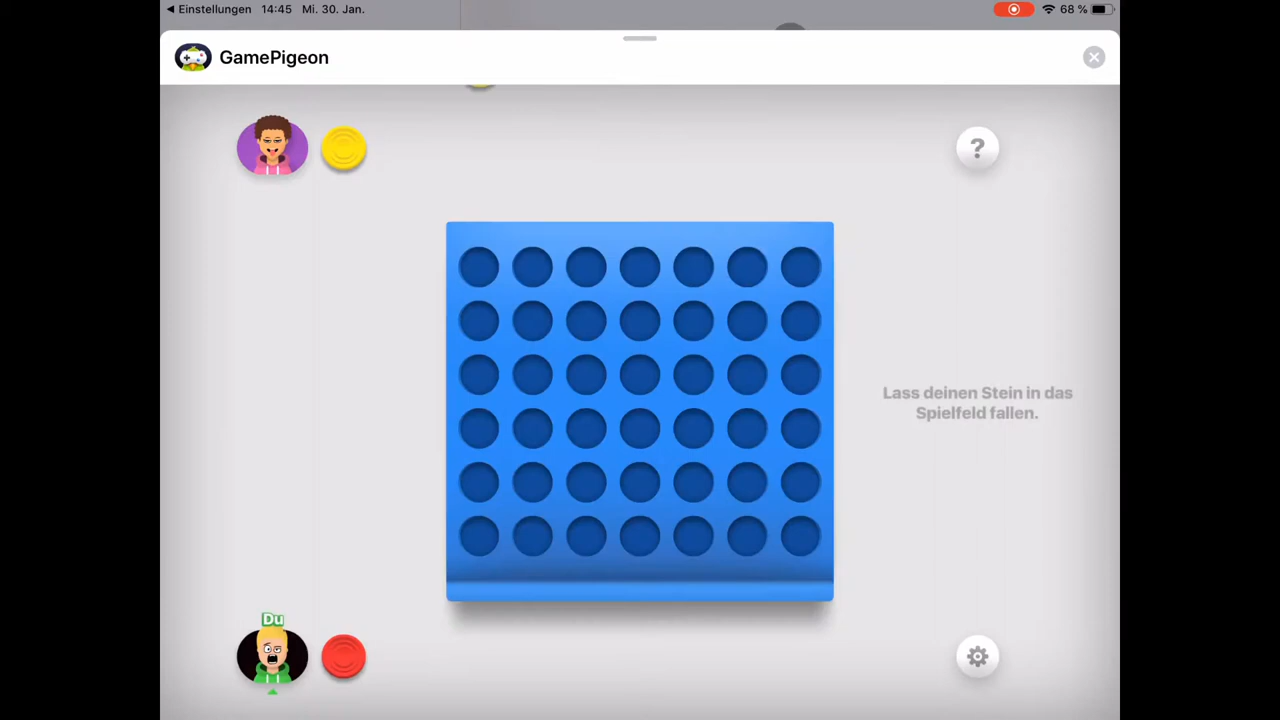 ◀ Einstellungen 14:45 Mi. 30. Jan. 68 %
GamePigeon
?
Lass deinen Stein in das
Spielfeld fallen.
Du